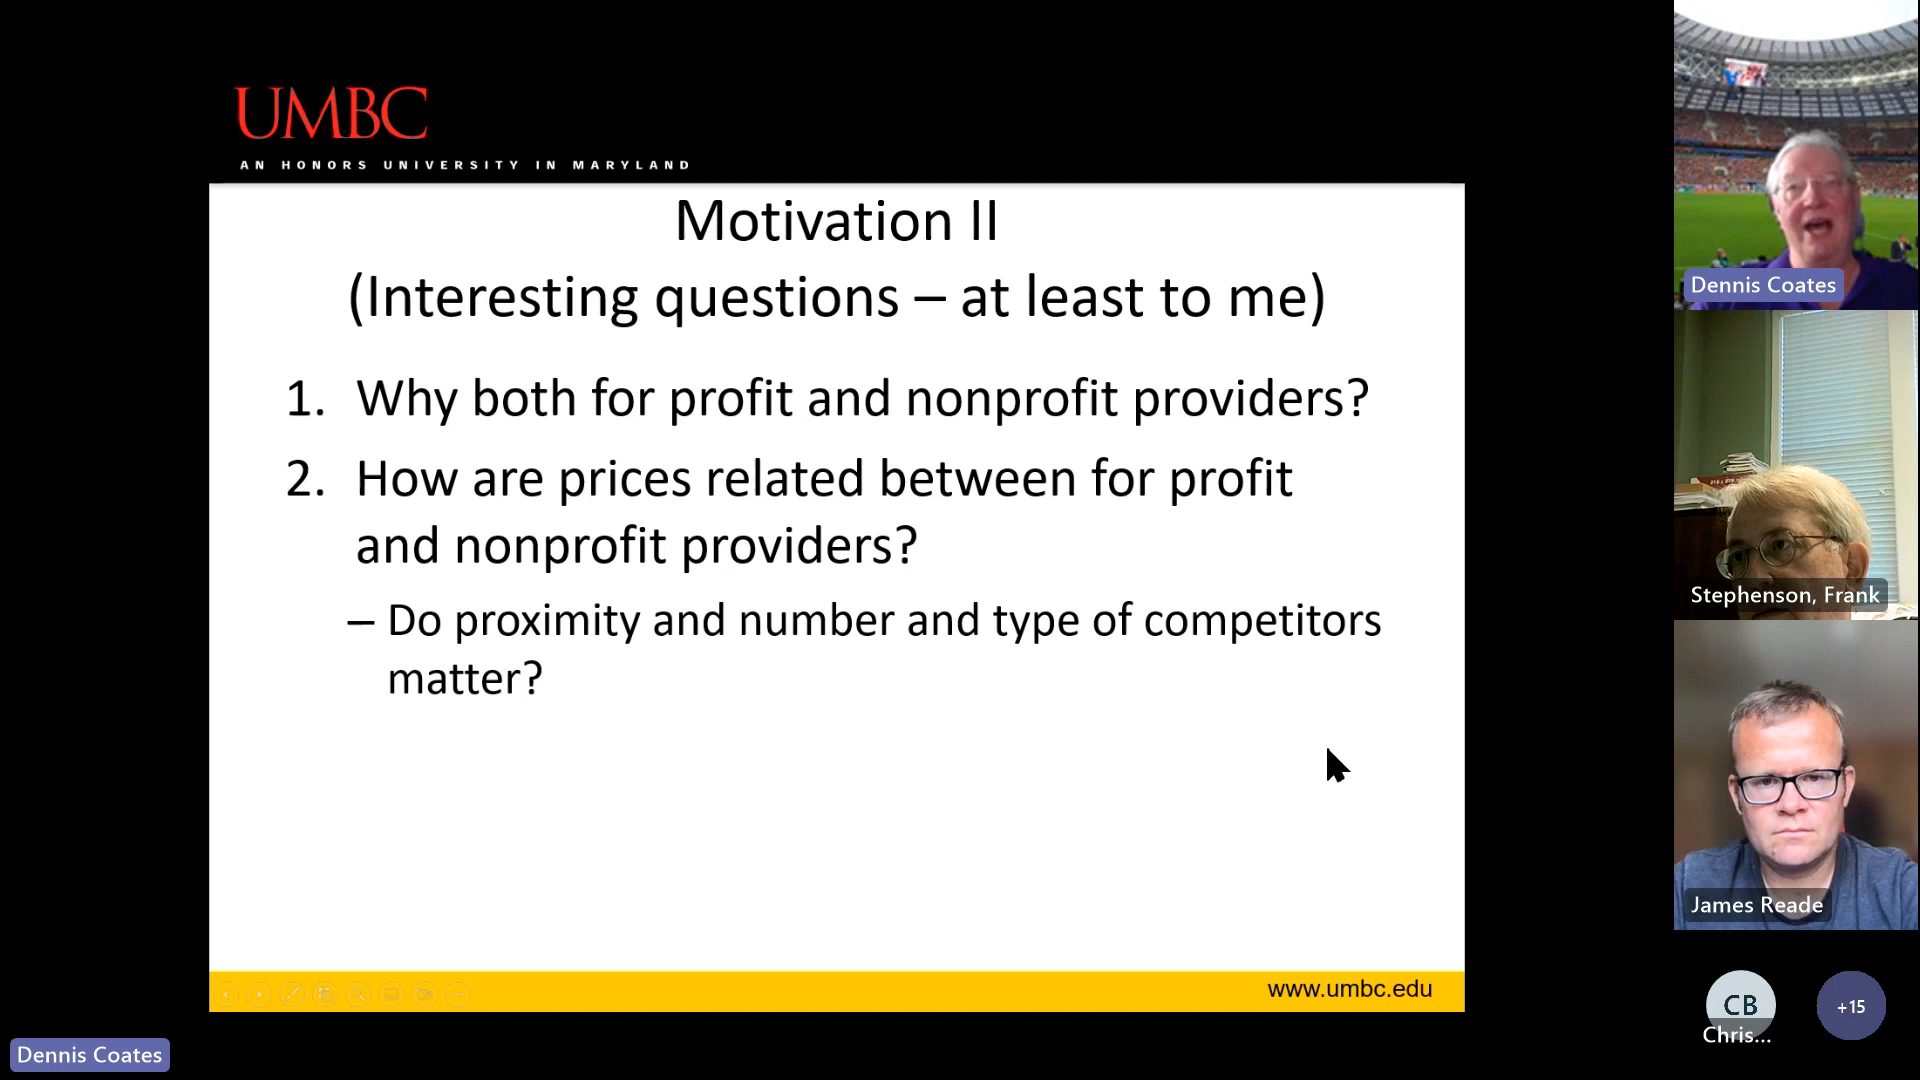 UMBC
AN HONORS UNIVERSITY IN MARYLAND
Motivation II
(Interesting questions – at least to me)
1. Why both for profit and nonprofit providers?
2. How are prices related between for profit
and nonprofit providers?
– Do proximity and number and type of competitors
matter?
www.umbc.edu
Dennis Coates
Dennis Coates
Stephenson, Frank
James Reade
CB
Chris...
+15